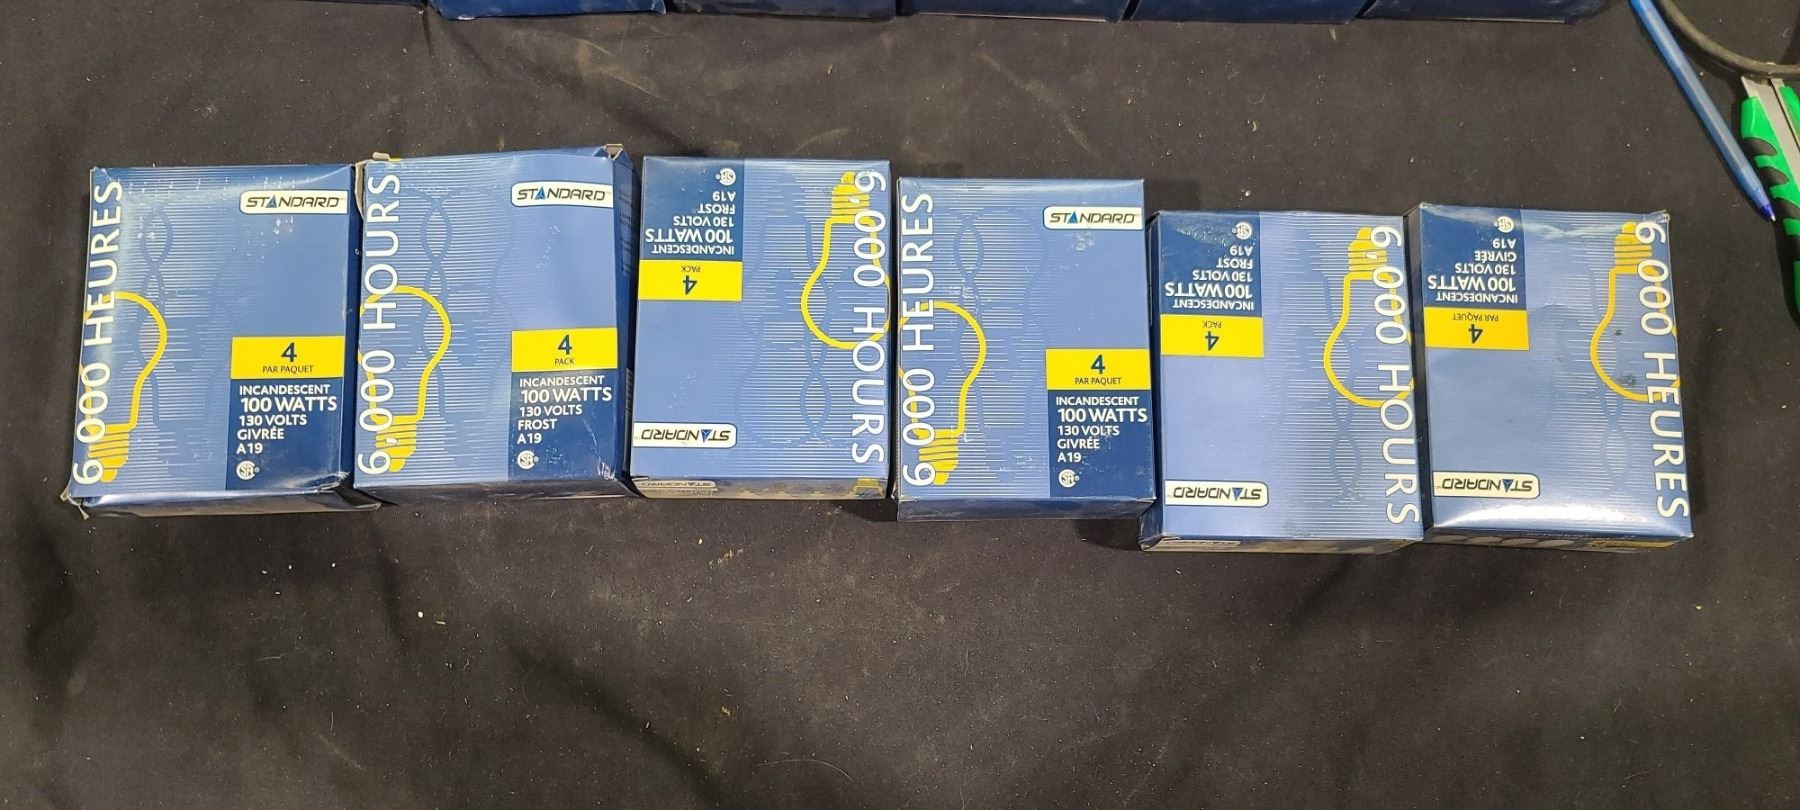 6,000 HEURES
STANDARD
4
PAR PAQUET
INCANDESCENT
100 WATTS
130 VOLTS
GIVRÉE
A19
6,000 HOURS
STANDARD
4
PACK
INCANDESCENT
100 WATTS
130 VOLTS
FROST
A19
6,000 HOURS
STANDARD
4
PACK
INCANDESCENT
100 WATTS
130 VOLTS
FROST
A19
STANDARD
6,000 HEURES
STANDARD
4
PAR PAQUET
INCANDESCENT
100 WATTS
130 VOLTS
GIVRÉE
A19
6,000 HOURS
STANDARD
4
PACK
INCANDESCENT
100 WATTS
130 VOLTS
FROST
A19
6,000 HEURES
STANDARD
4
PAR PAQUET
INCANDESCENT
100 WATTS
130 VOLTS
GIVRÉE
A19